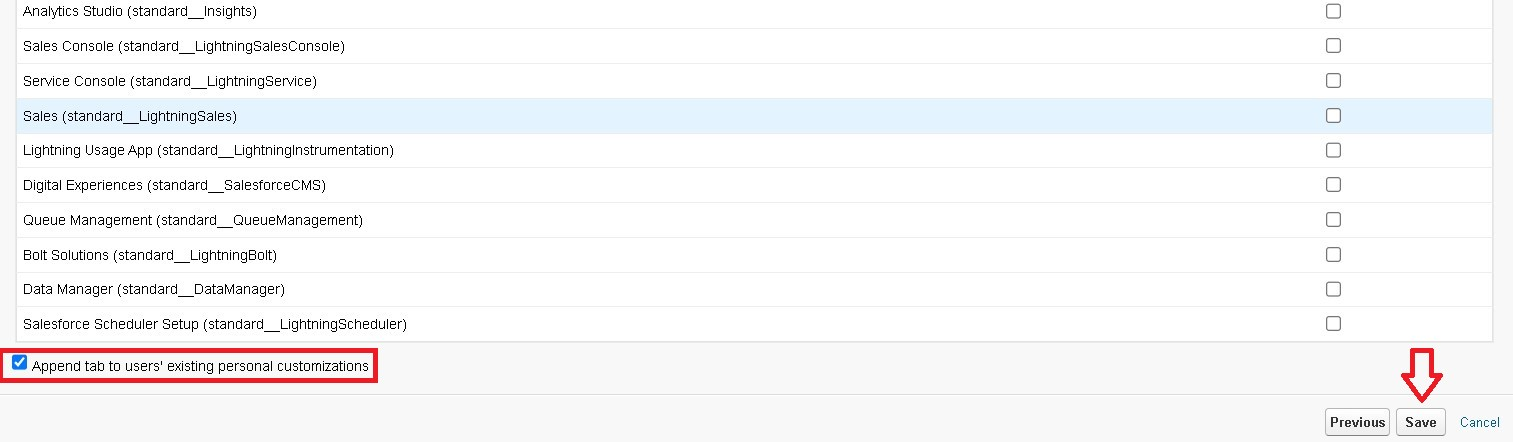 Analytics Studio (standard__Insights)
Sales Console (standard__LightningSalesConsole)
Service Console (standard__LightningService)
Sales (standard__LightningSales)
Lightning Usage App (standard__LightningInstrumentation)
Digital Experiences (standard__SalesforceCMS)
Queue Management (standard__QueueManagement)
Bolt Solutions (standard__LightningBolt)
Data Manager (standard__DataManager)
Salesforce Scheduler Setup (standard__LightningScheduler)
Append tab to users' existing personal customizations
Previous Save Cancel